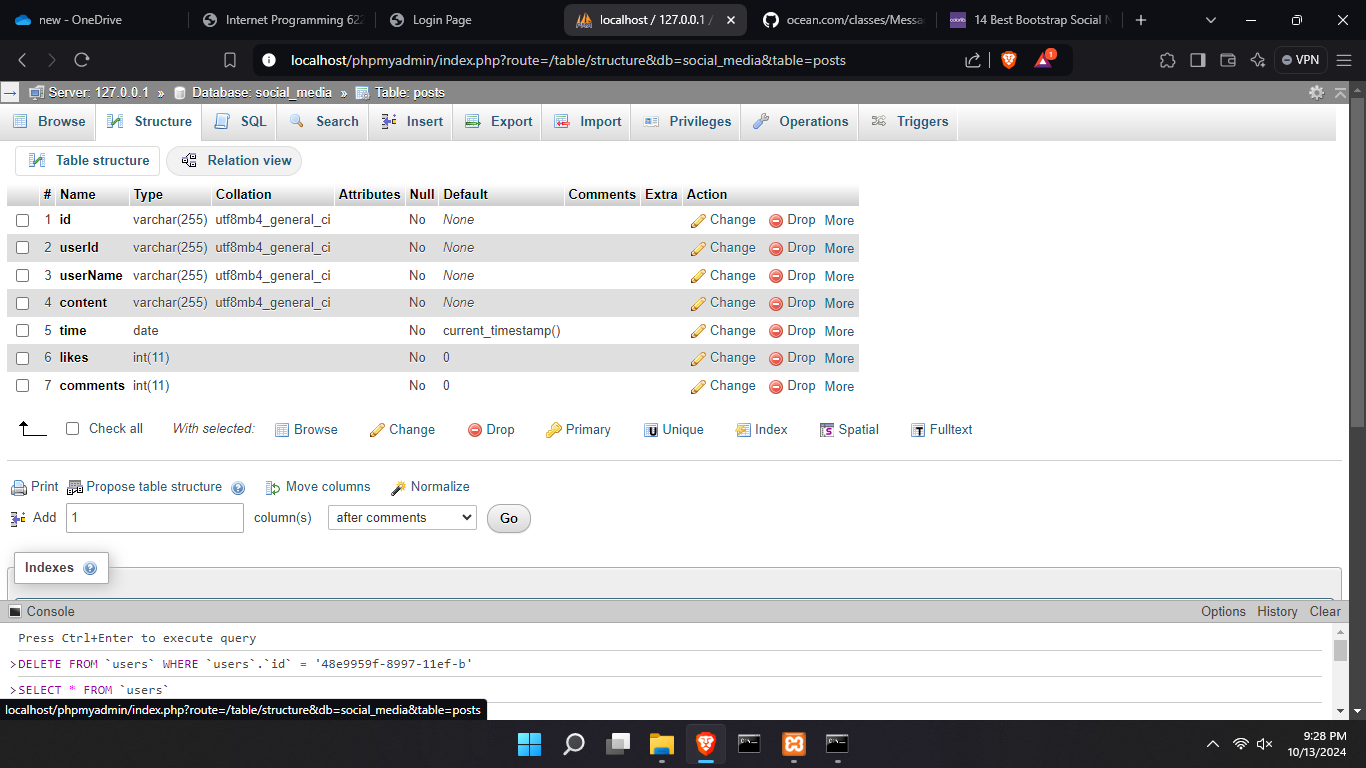 new - OneDrive
Internet Programming 62
Login Page
localhost / 127.0.0.1 /
ocean.com/classes/Messa
colorlib
14 Best Bootstrap Social N
localhost/phpmyadmin/index.php?route=/table/structure&db=social_media&table=posts
1
VPN
Server: 127.0.0.1 » Database: social_media » Table: posts
Browse Structure SQL Search Insert Export Import Privileges Operations Triggers
Table structure Relation view
# Name Type Collation Attributes Null Default Comments Extra Action
1 id varchar(255) utf8mb4_general_ci No None Change Drop More
2 userId varchar(255) utf8mb4_general_ci No None Change Drop More
3 userName varchar(255) utf8mb4_general_ci No None Change Drop More
4 content varchar(255) utf8mb4_general_ci No None Change Drop More
5 time date No current_timestamp() Change Drop More
6 likes int(11) No 0 Change Drop More
7 comments int(11) No 0 Change Drop More
Check all With selected: Browse Change Drop Primary Unique Index Spatial Fulltext
Print Propose table structure Move columns Normalize
Add 1 column(s) after comments Go
Indexes
Console Options History Clear
Press Ctrl+Enter to execute query
>DELETE FROM `users` WHERE `users`.`id` = '48e9959f-8997-11ef-b'
>SELECT * FROM `users`
localhost/phpmyadmin/index.php?route=/table/structure&db=social_media&table=posts
9:28 PM
10/13/2024